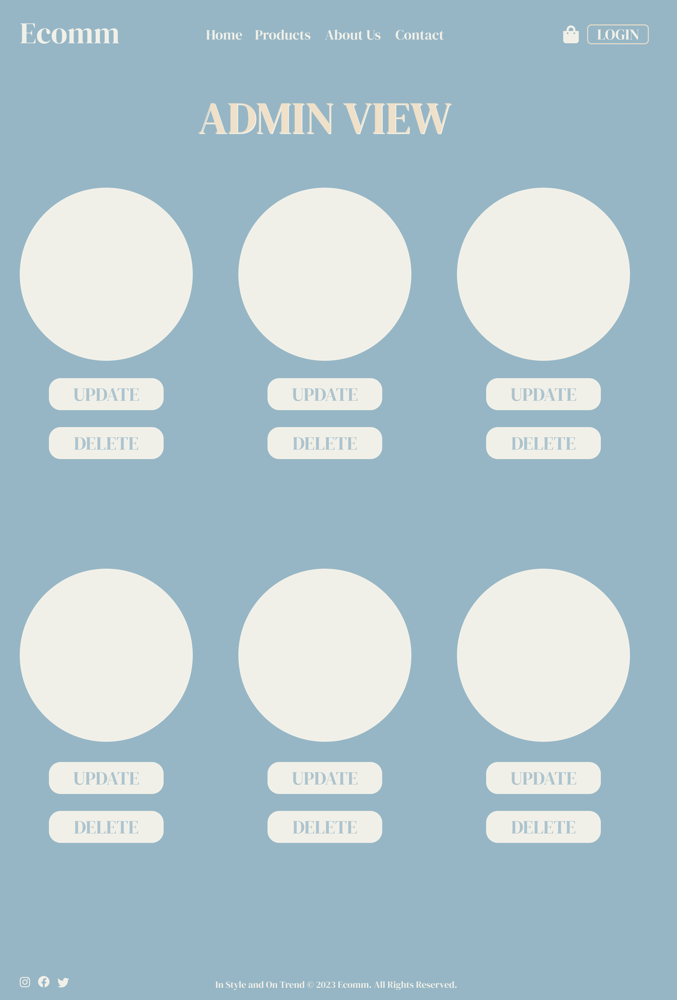 Ecomm Home Products About Us Contact LOGIN
ADMIN VIEW
UPDATE UPDATE UPDATE
DELETE DELETE DELETE
UPDATE UPDATE UPDATE
DELETE DELETE DELETE
In Style and On Trend © 2023 Ecomm. All Rights Reserved.